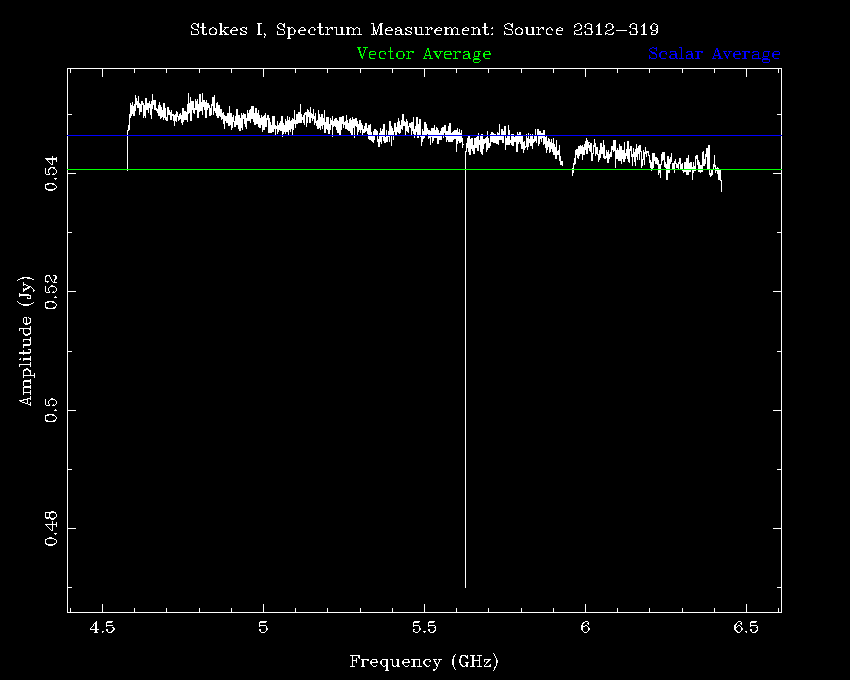 Stokes I, Spectrum Measurement: Source 2312-319
Vector Average Scalar Average
0.54
0.52
0.5
0.48
Amplitude (Jy)
4.5 5 5.5 6 6.5
Frequency (GHz)